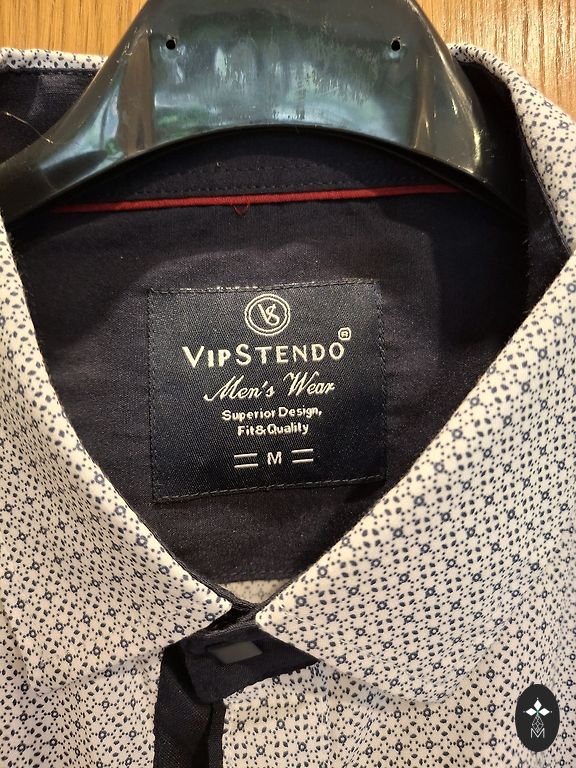 VS
VIPSTENDO®
Men's Wear
Superior Design,
Fit & Quality
M
M